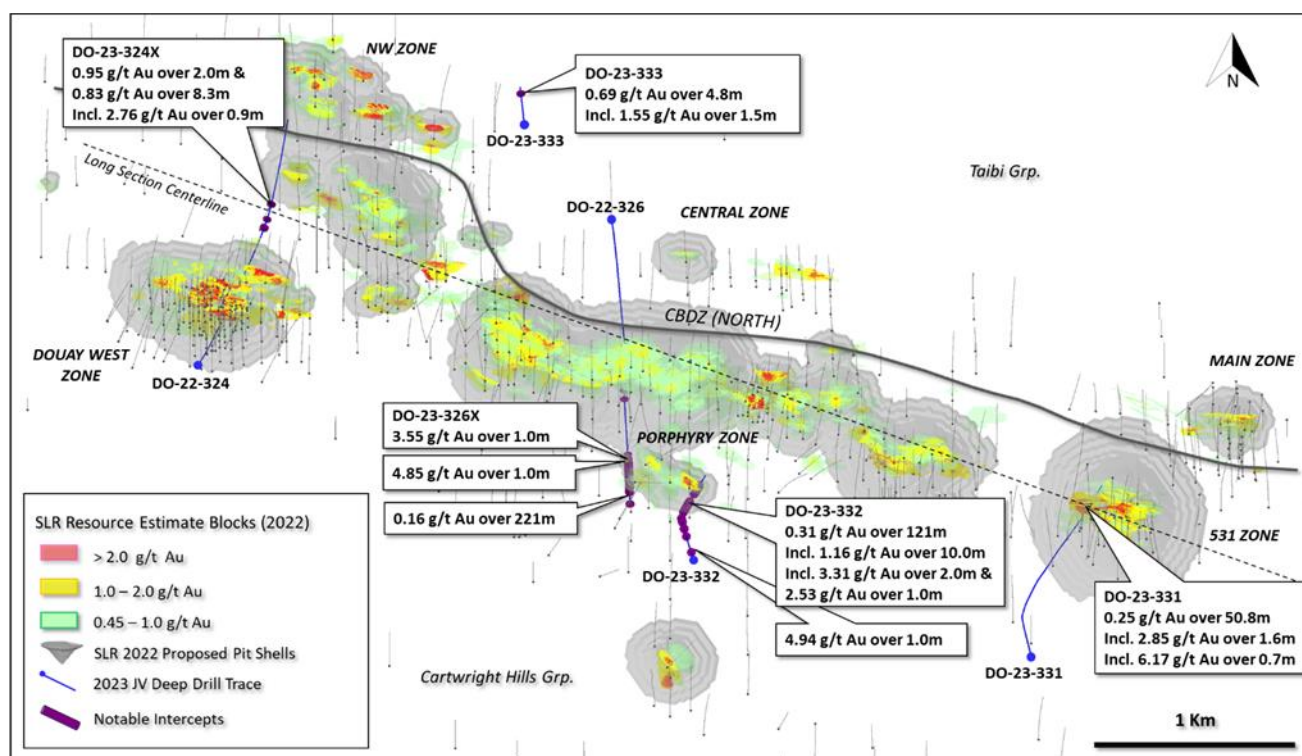 DO-23-324X
0.95 g/t Au over 2.0m &
0.83 g/t Au over 8.3m
Incl. 2.76 g/t Au over 0.9m
NW ZONE
DO-23-333
0.69 g/t Au over 4.8m
Incl. 1.55 g/t Au over 1.5m
DO-23-333
N
Long Section Centerline
Taibi Grp.
DO-22-326
CENTRAL ZONE
CBDZ (NORTH)
DOUAY WEST
ZONE
DO-22-324
MAIN ZONE
DO-23-326X
3.55 g/t Au over 1.0m
4.85 g/t Au over 1.0m
0.16 g/t Au over 221m
PORPHYRY ZONE
DO-23-332
0.31 g/t Au over 121m
Incl. 1.16 g/t Au over 10.0m
Incl. 3.31 g/t Au over 2.0m &
2.53 g/t Au over 1.0m
DO-23-332
4.94 g/t Au over 1.0m
531 ZONE
DO-23-331
0.25 g/t Au over 50.8m
Incl. 2.85 g/t Au over 1.6m
Incl. 6.17 g/t Au over 0.7m
DO-23-331
Cartwright Hills Grp.
1 Km
SLR Resource Estimate Blocks (2022)
> 2.0 g/t Au
1.0 – 2.0 g/t Au
0.45 – 1.0 g/t Au
SLR 2022 Proposed Pit Shells
2023 JV Deep Drill Trace
Notable Intercepts